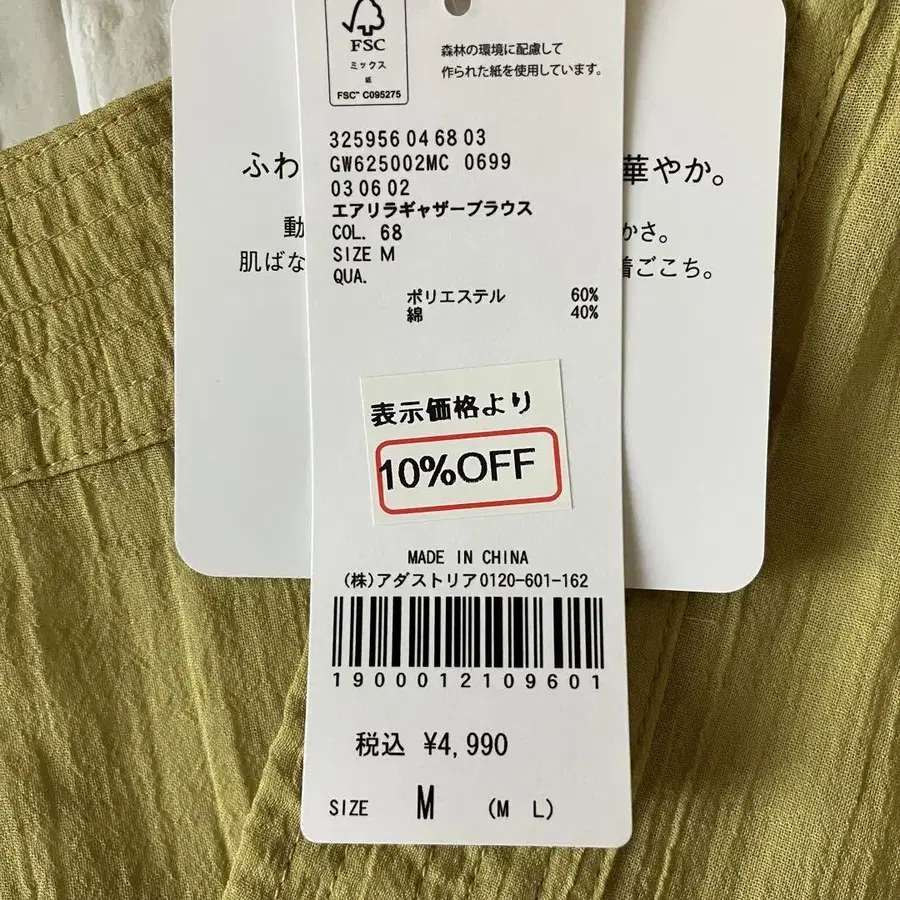 FSC
ミックス
紙
FSC™ C095275
森林の環境に配慮して
作られた紙を使用しています。
325956 04 68 03
GW625002MC 0699
03 06 02
エアリラギャザーブラウス
COL. 68
SIZE M
QUA.
ポリエステル 60%
綿 40%
ふわ
華やか。
動
かさ。
肌ばな
着ごこち。
表示価格より
10%OFF
MADE IN CHINA
(株)アダストリア0120-601-162
1900012109601
税込 ¥4,990
SIZE M (M L)